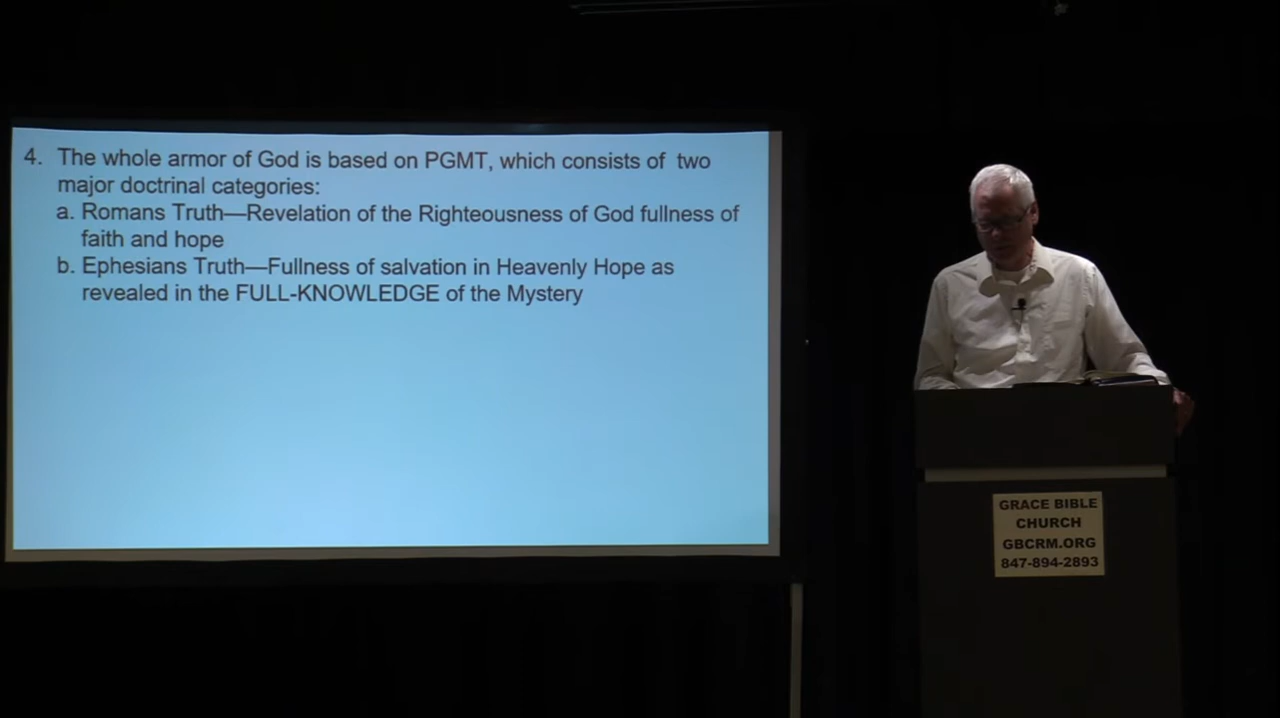 4. The whole armor of God is based on PGMT, which consists of two
major doctrinal categories:
a. Romans Truth—Revelation of the Righteousness of God fullness of
faith and hope
b. Ephesians Truth—Fullness of salvation in Heavenly Hope as
revealed in the FULL-KNOWLEDGE of the Mystery
GRACE BIBLE
CHURCH
GBCRM.ORG
847-894-2893